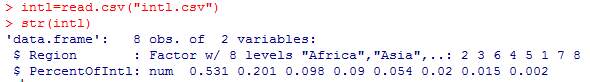 > intl=read.csv("intl.csv")
> str(intl)
'data.frame':   8 obs. of  2 variables:
 $ Region       : Factor w/ 8 levels "Africa","Asia",..: 2 3 6 4 5 1 7 8
 $ PercentOfIntl: num  0.531 0.201 0.098 0.09 0.054 0.02 0.015 0.002